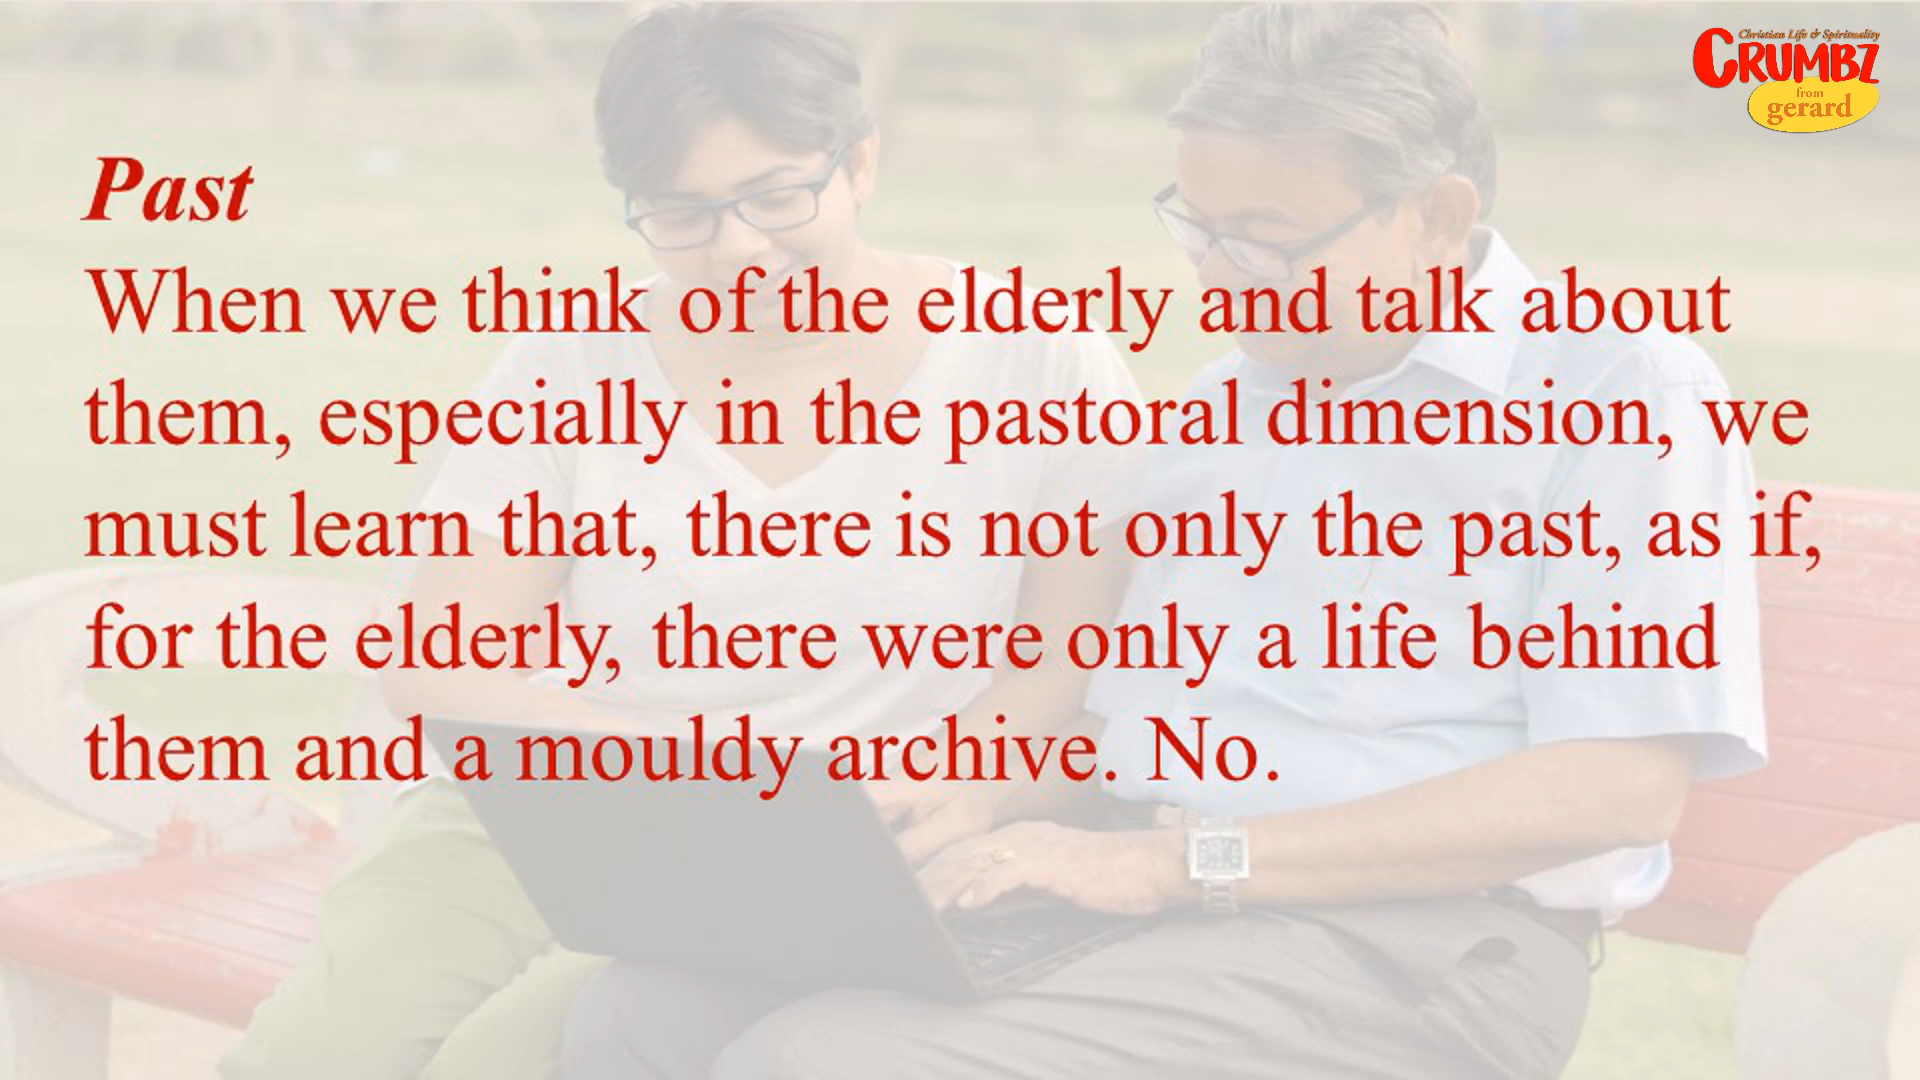 Christian Life & Spirituality
CRUMBZ
from
gerard
Past
When we think of the elderly and talk about
them, especially in the pastoral dimension, we
must learn that, there is not only the past, as if,
for the elderly, there were only a life behind
them and a mouldy archive. No.